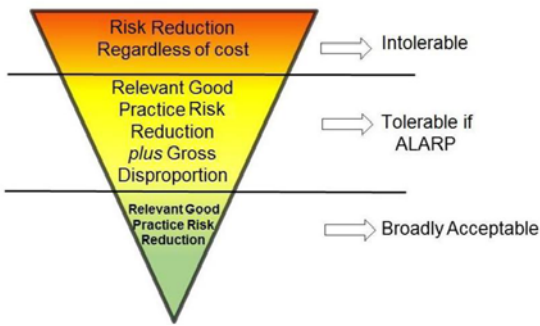 Risk Reduction
Regardless of cost
Intolerable
Relevant Good
Practice Risk
Reduction
plus Gross
Disproportion
Tolerable if
ALARP
Relevant Good
Practice Risk
Reduction
Broadly Acceptable